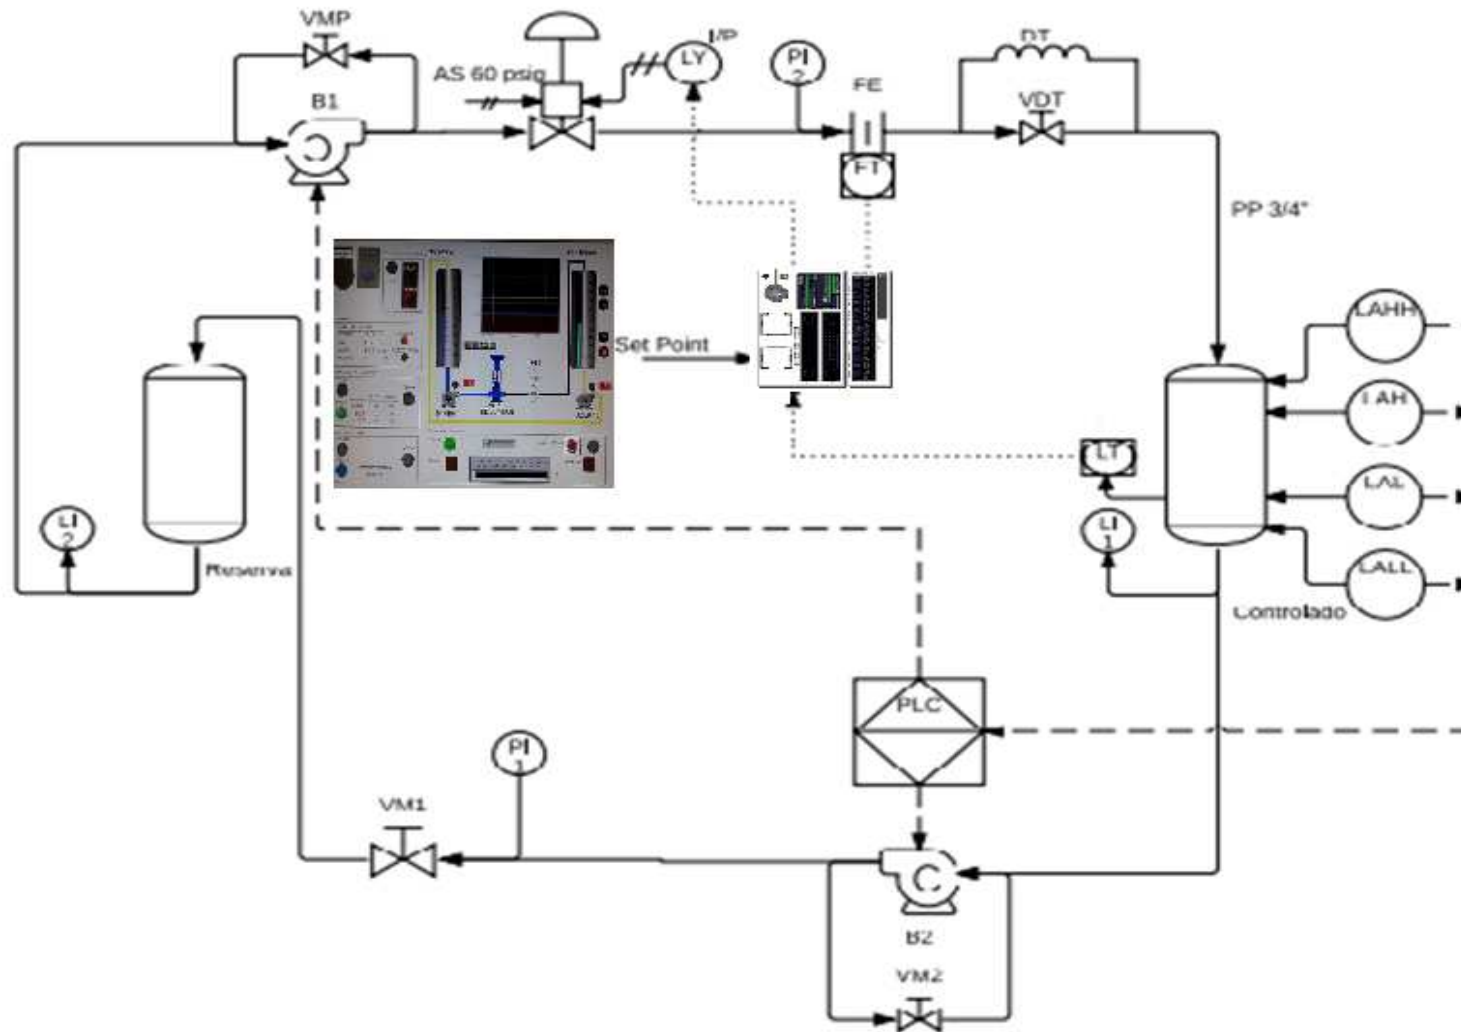 VMP
I/P
AS 60 psig
LY
PI
2
DT
B1
FE
VDT
FT
PP 3/4"
LAHH
Set Point
LAH
LT
LAL
LI
2
LI
1
Reserva
LALL
Controlado
PLC
PI
1
VM1
B2
VM2